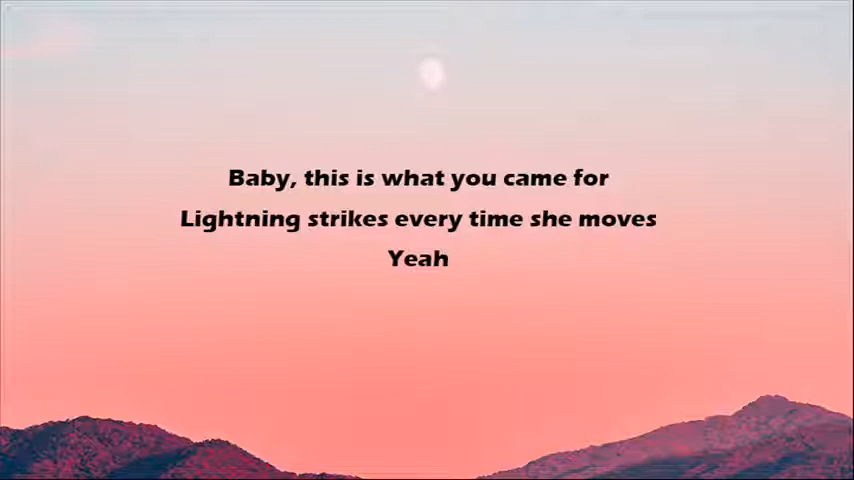 Baby, this is what you came for
Lightning strikes every time she moves
Yeah